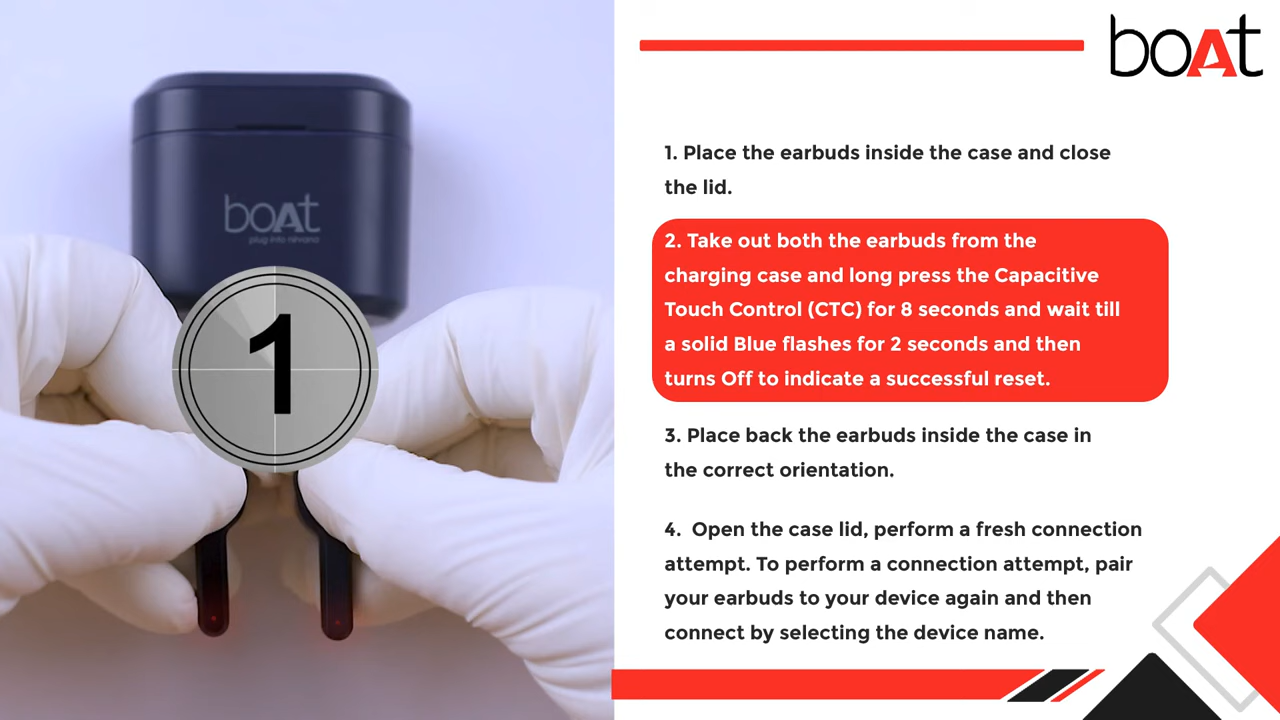 boAt
1. Place the earbuds inside the case and close
the lid.
boAt
plug into nirvana
2. Take out both the earbuds from the
charging case and long press the Capacitive
Touch Control (CTC) for 8 seconds and wait till
a solid Blue flashes for 2 seconds and then
turns Off to indicate a successful reset.
1
3. Place back the earbuds inside the case in
the correct orientation.
4.  Open the case lid, perform a fresh connection
attempt. To perform a connection attempt, pair
your earbuds to your device again and then
connect by selecting the device name.